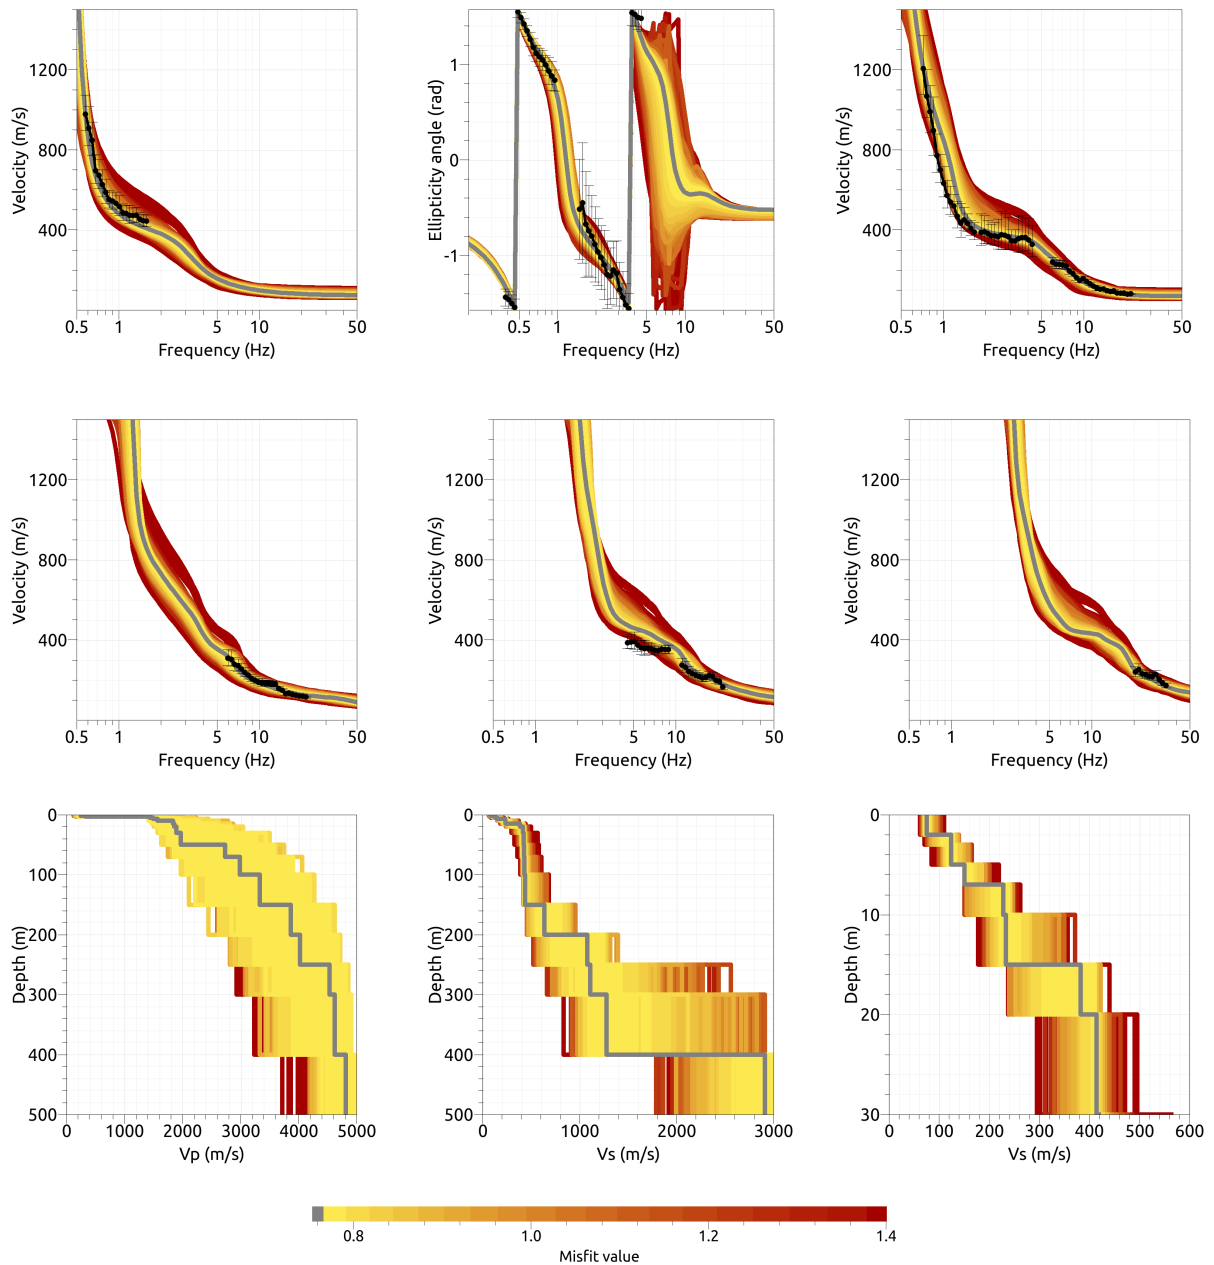 1200
800
400
Velocity (m/s)
0.5 1 5 10 50
Frequency (Hz)
1
0
-1
Ellipticity angle (rad)
0.5 1 5 10 50
Frequency (Hz)
1200
800
400
Velocity (m/s)
0.5 1 5 10 50
Frequency (Hz)
1200
800
400
Velocity (m/s)
0.5 1 5 10 50
Frequency (Hz)
1200
800
400
Velocity (m/s)
0.5 1 5 10 50
Frequency (Hz)
1200
800
400
Velocity (m/s)
0.5 1 5 10 50
Frequency (Hz)
0
100
200
300
400
500
Depth (m)
0 1000 2000 3000 4000 5000
Vp (m/s)
0
100
200
300
400
500
Depth (m)
0 1000 2000 3000
Vs (m/s)
0
10
20
30
Depth (m)
0 100 200 300 400 500 600
Vs (m/s)
0.8 1.0 1.2 1.4
Misfit value